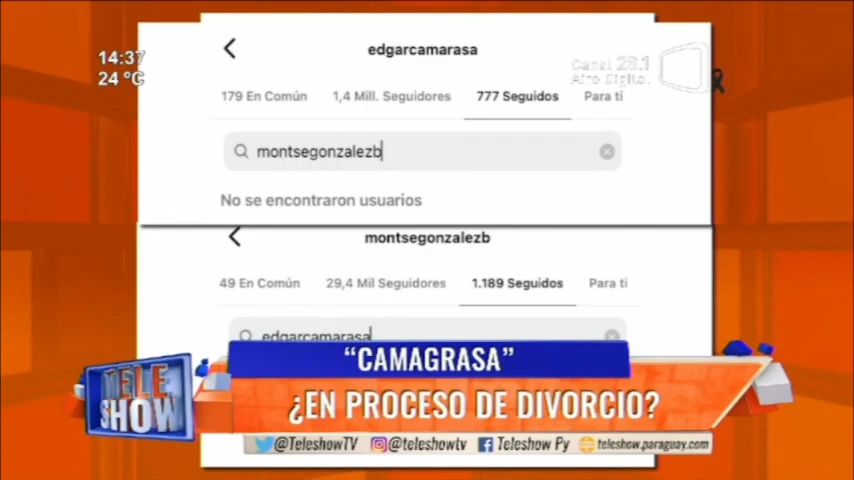 14:37
24 °C
edgarcamarasa
Canal 28.1
Aire Digital
179 En Común
1,4 Mill. Seguidores
777 Seguidos
Para ti
montsegonzalezb
No se encontraron usuarios
montsegonzalezb
49 En Común
29,4 Mil Seguidores
1.189 Seguidos
Para ti
edgarcamarasa
TELE
SHOW
“CAMAGRASA”
¿EN PROCESO DE DIVORCIO?
@TeleshowTV @teleshowtv Teleshow Py teleshow.paraguay.com